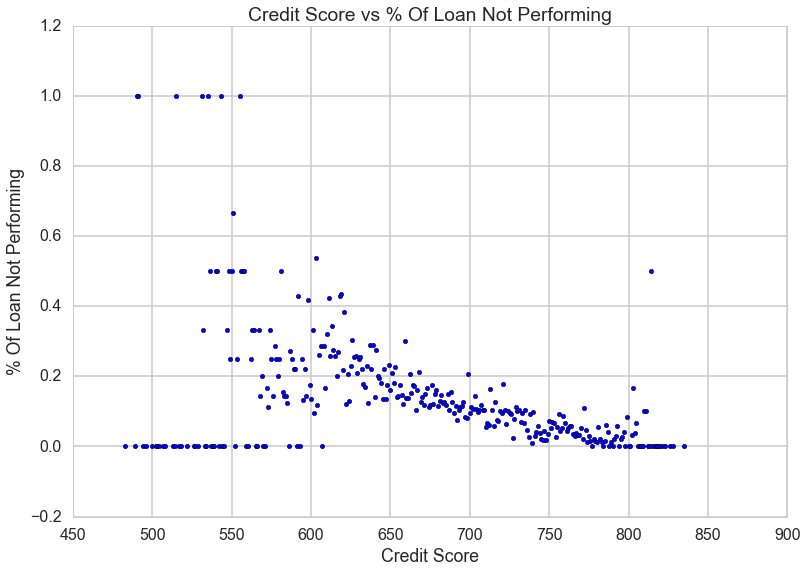 Credit Score vs % Of Loan Not Performing
1.2
1.0
0.8
0.6
0.4
0.2
0.0
−0.2
% Of Loan Not Performing
450 500 550 600 650 700 750 800 850 900
Credit Score